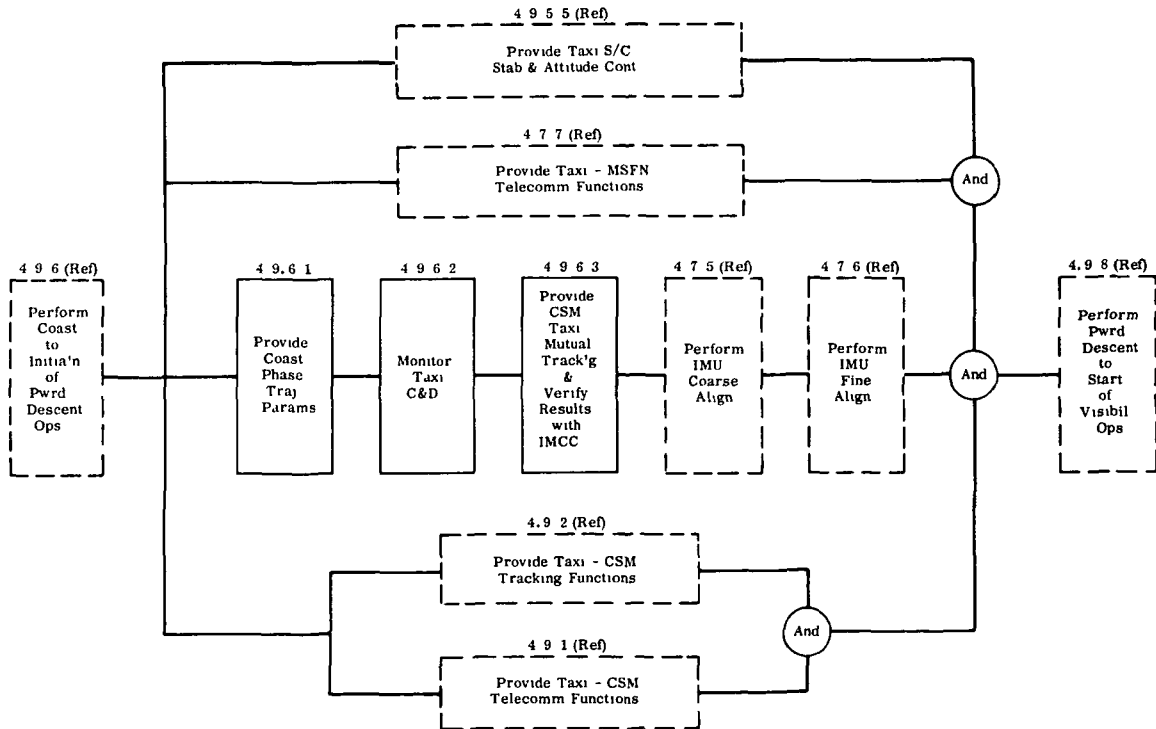 4 9 5 5 (Ref)
Provide Taxi S/C
Stab & Attitude Cont
4 7 7 (Ref)
Provide Taxi - MSFN
Telecomm Functions
And
4 9 6 (Ref)
Perform
Coast
to
Initia'n
of
Pwrd
Descent
Ops
4 9.6 1
Provide
Coast
Phase
Traj
Params
4 9 6 2
Monitor
Taxi
C&D
4 9 6 3
Provide
CSM
Taxi
Mutual
Track'g
&
Verify
Results
with
IMCC
4 7 5 (Ref)
Perform
IMU
Coarse
Align
4 7 6 (Ref)
Perform
IMU
Fine
Align
And
4.9 8 (Ref)
Perform
Pwrd
Descent
to
Start
of
Visibil
Ops
4.9 2 (Ref)
Provide Taxi - CSM
Tracking Functions
And
4 9 1 (Ref)
Provide Taxi - CSM
Telecomm Functions